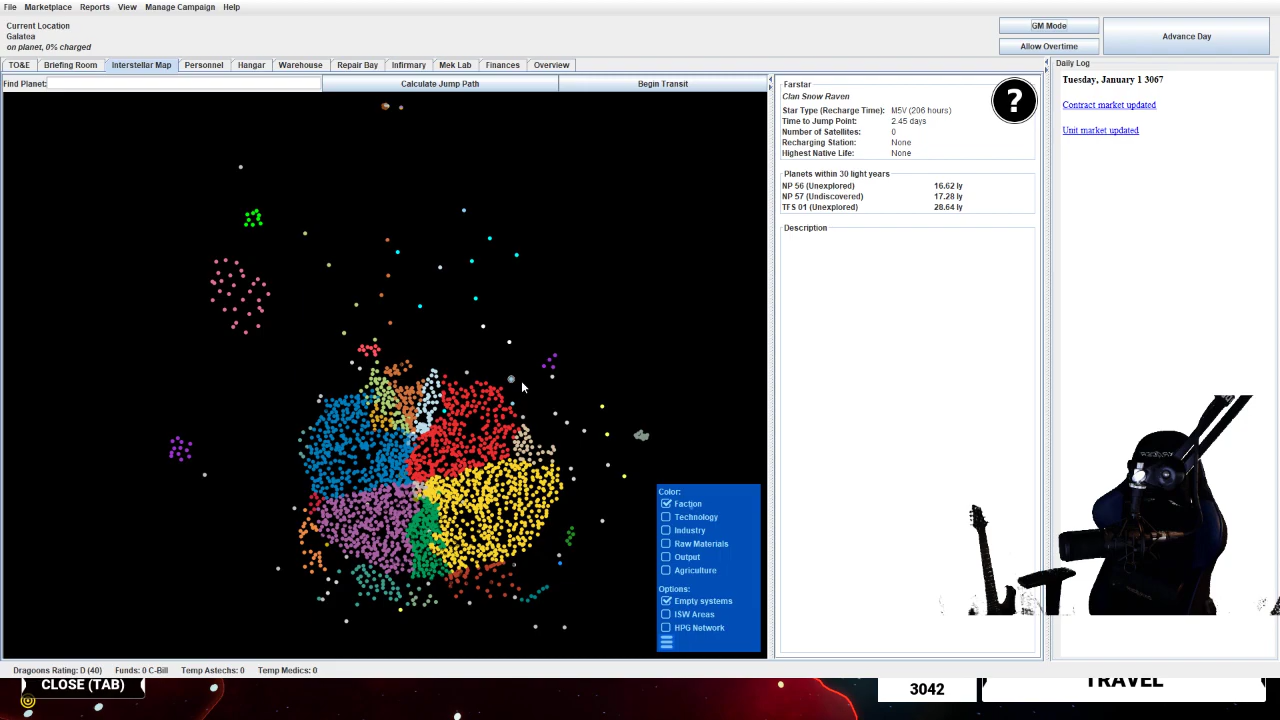 File Marketplace Reports View Manage Campaign Help
Current Location
Galatea
on planet, 0% charged
GM Mode
Allow Overtime
Advance Day
TO&E Briefing Room Interstellar Map Personnel Hangar Warehouse Repair Bay Infirmary Mek Lab Finances Overview
Find Planet: Calculate Jump Path Begin Transit
Farstar
Clan Snow Raven
Star Type (Recharge Time): M5V (206 hours)
Time to Jump Point: 2.45 days
Number of Satellites: 0
Recharging Station: None
Highest Native Life: None
?
Planets within 30 light years
NP 56 (Unexplored) 16.62 ly
NP 57 (Undiscovered) 17.28 ly
TFS 01 (Unexplored) 28.64 ly
Description
Daily Log
Tuesday, January 1 3067
Contract market updated
Unit market updated
Color:
Faction
Technology
Industry
Raw Materials
Output
Agriculture
Options:
Empty systems
ISW Areas
HPG Network
Dragoons Rating: D (40) Funds: 0 C-Bill Temp Astechs: 0 Temp Medics: 0
CLOSE (TAB)
3042
TRAVEL